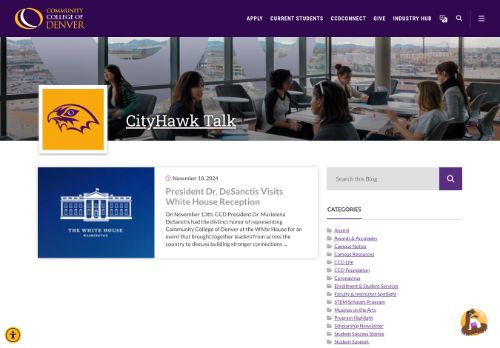 COMMUNITY
COLLEGE OF
DENVER
APPLY CURRENT STUDENTS CCDCONNECT GIVE INDUSTRY HUB
CityHawk Talk
November 18, 2024
President Dr. DeSanctis Visits
White House Reception
On November 13th, CCD President Dr. Marielena
DeSanctis had the distinct honor of representing
Community College of Denver at the White House for an
event that brought together leaders from across the
country to discuss building stronger connections ...
THE WHITE HOUSE
WASHINGTON
Search this Blog
CATEGORIES
Alumni
Awards & Accolades
Campus Notice
Campus Resources
CCD Life
CCD Foundation
Coronavirus
Enrollment & Student Services
Faculty & Instructor Spotlight
STEM Scholars Program
Musings on the Arts
Program Highlight
Scholarship Newsletter
Student Success Stories
Student Support